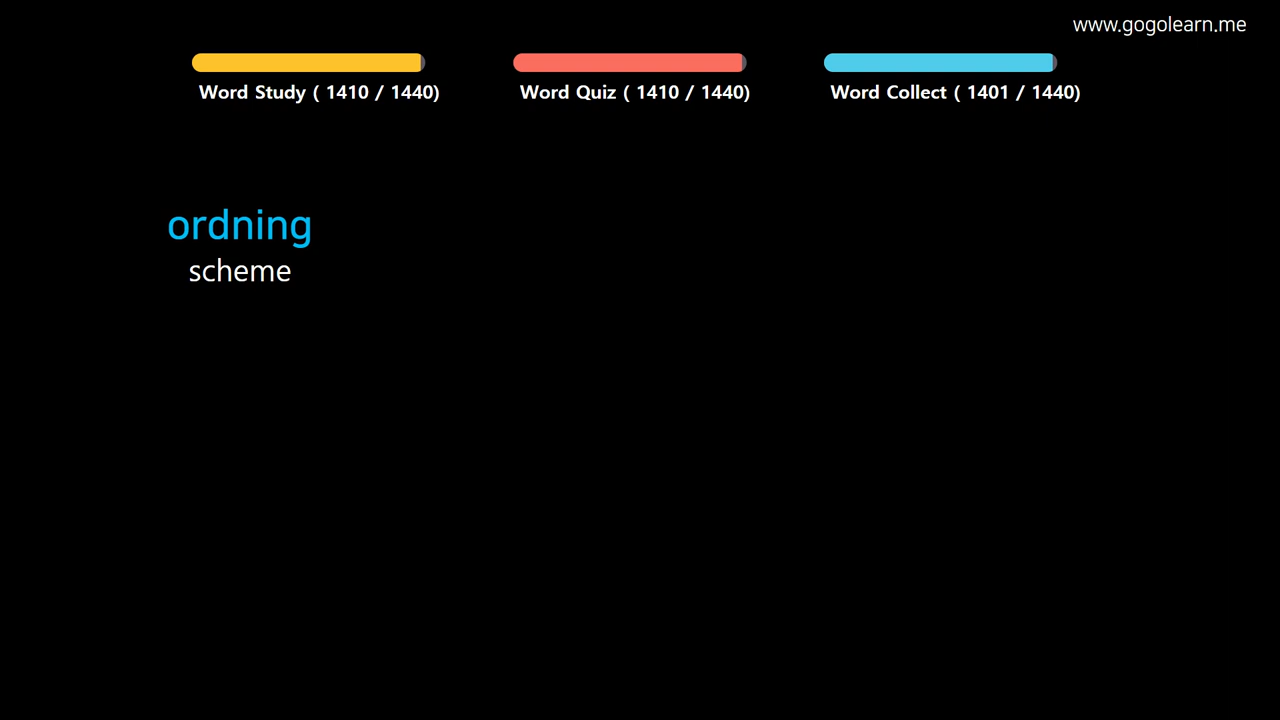 www.gogolearn.me
Word Study ( 1410 / 1440)
Word Quiz ( 1410 / 1440)
Word Collect ( 1401 / 1440)
ordning
scheme